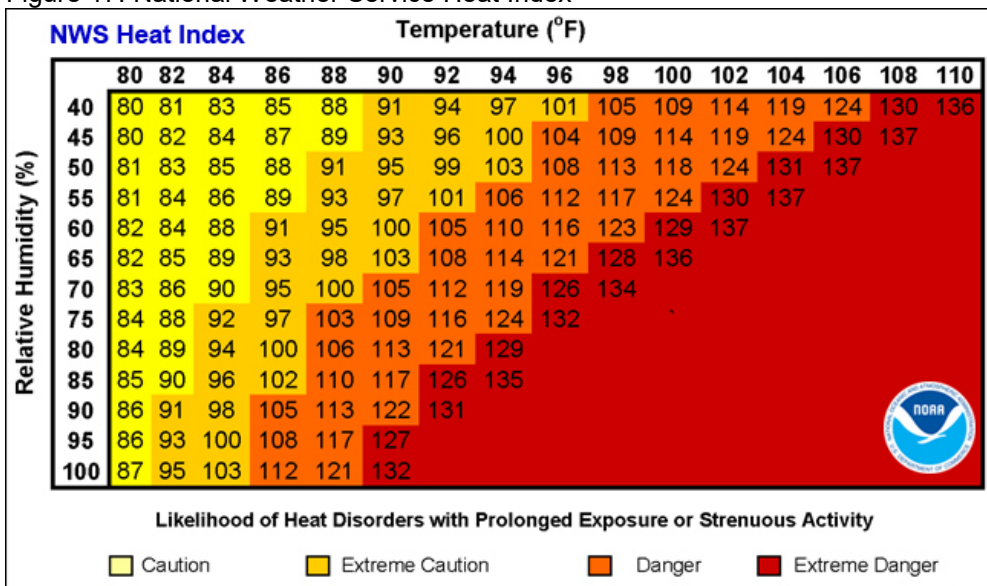 Figure 17: National Weather Service Heat Index
NWS Heat Index
Temperature (°F)
80 82 84 86 88 90 92 94 96 98 100 102 104 106 108 110
Relative Humidity (%)
40 80 81 83 85 88 91 94 97 101 105 109 114 119 124 130 136
45 80 82 84 87 89 93 96 100 104 109 114 119 124 130 137
50 81 83 85 88 91 95 99 103 108 113 118 124 131 137
55 81 84 86 89 93 97 101 106 112 117 124 130 137
60 82 84 88 91 95 100 105 110 116 123 129 137
65 82 85 89 93 98 103 108 114 121 128 136
70 83 86 90 95 100 105 112 119 126 134
75 84 88 92 97 103 109 116 124 132
80 84 89 94 100 106 113 121 129
85 85 90 96 102 110 117 126 135
90 86 91 98 105 113 122 131
95 86 93 100 108 117 127
100 87 95 103 112 121 132
NOAA
Likelihood of Heat Disorders with Prolonged Exposure or Strenuous Activity
Caution Extreme Caution Danger Extreme Danger